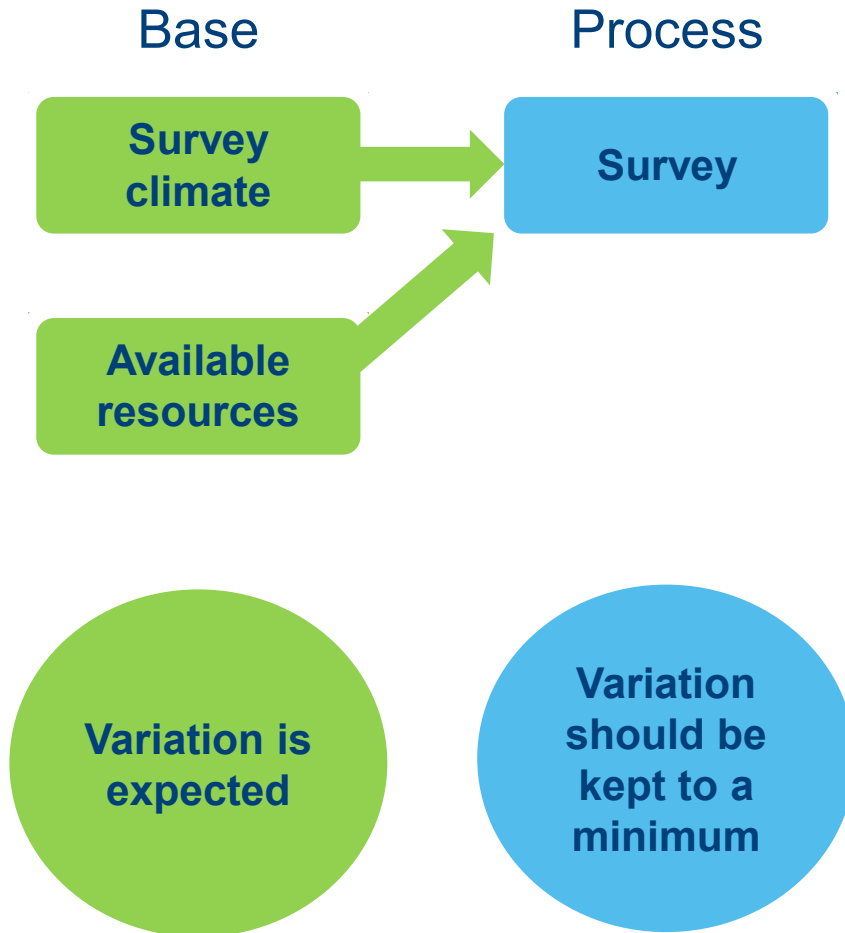 Base
Process
Survey
climate
Survey
Available
resources
Variation is
expected
Variation
should be
kept to a
minimum